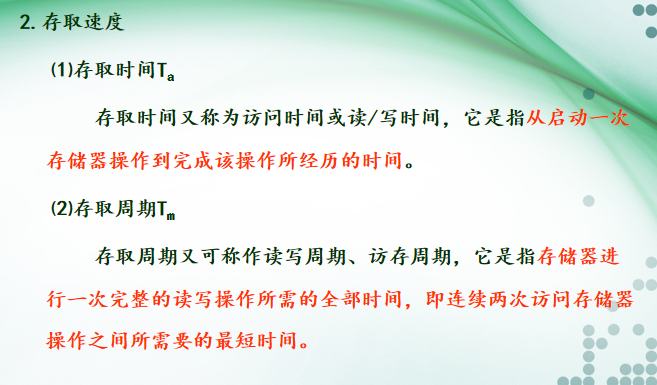 2.存取速度
(1)存取时间Ta
存取时间又称为访问时间或读/写时间，它是指从启动一次
存储器操作到完成该操作所经历的时间。
(2)存取周期Tm
存取周期又可称作读写周期、访存周期，它是指存储器进
行一次完整的读写操作所需的全部时间，即连续两次访问存储器
操作之间所需要的最短时间。